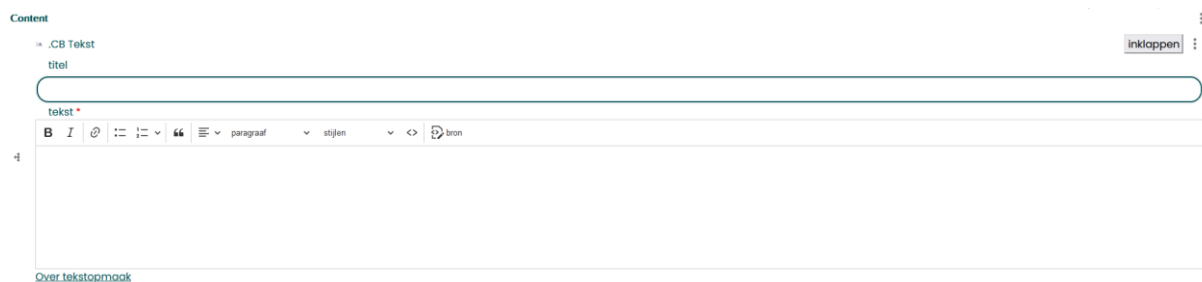 Content
.CB Tekst
inklappen
titel
tekst *
B I paragraaf stijlen <> bron
Over tekstopmaak